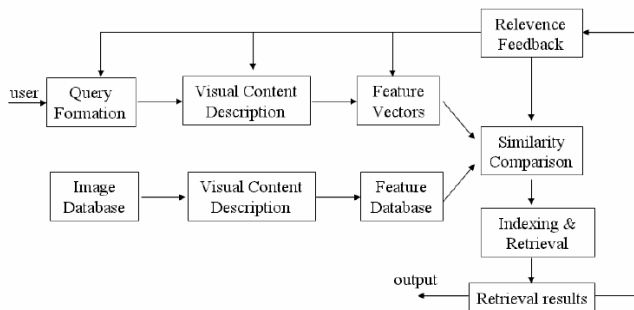 Relevence
Feedback
user
Query
Formation
Visual Content
Description
Feature
Vectors
Similarity
Comparison
Image
Database
Visual Content
Description
Feature
Database
Indexing &
Retrieval
output
Retrieval results